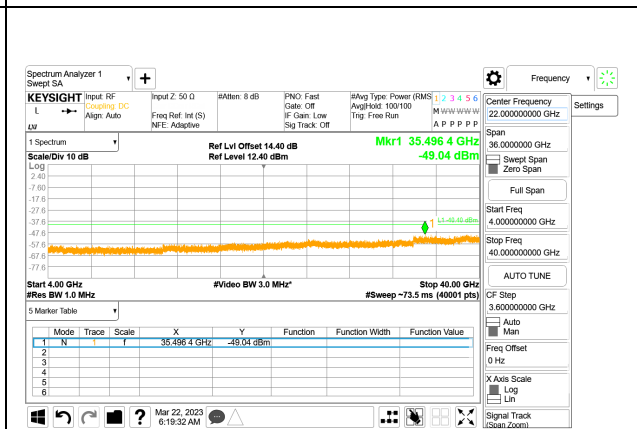 Spectrum Analyzer 1
Swept SA
Frequency
KEYSIGHT
L
LXI
Input: RF
Coupling: DC
Align: Auto
Input Z: 50 Ω
Freq Ref: Int (S)
NFE: Adaptive
#Atten: 8 dB
PNO: Fast
Gate: Off
IF Gain: Low
Sig Track: Off
#Avg Type: Power (RMS
Avg|Hold: 100/100
Trig: Free Run
1 2 3 4 5 6
M W W W W W
A P P P P P
Center Frequency
22.000000000 GHz
Settings
Span
36.0000000 GHz
Swept Span
Zero Span
Full Span
Start Freq
4.000000000 GHz
Stop Freq
40.000000000 GHz
AUTO TUNE
CF Step
3.600000000 GHz
Auto
Man
Freq Offset
0 Hz
X Axis Scale
Log
Lin
Signal Track
(Span Zoom)
1 Spectrum
Scale/Div 10 dB
Ref Lvl Offset 14.40 dB
Ref Level 12.40 dBm
Mkr1 35.496 4 GHz
-49.04 dBm
Log
2.40
-7.60
-17.6
-27.6
-37.6
-47.6
-57.6
-67.6
-77.6
1
Start 4.00 GHz
#Res BW 1.0 MHz
#Video BW 3.0 MHz*
Stop 40.00 GHz
#Sweep ~73.5 ms (40001 pts)
5 Marker Table
Mode Trace Scale X Y Function Function Width Function Value
1 N 1 f 35.496 4 GHz -49.04 dBm
2
3
4
5
6
?
Mar 22, 2023
6:19:32 AM